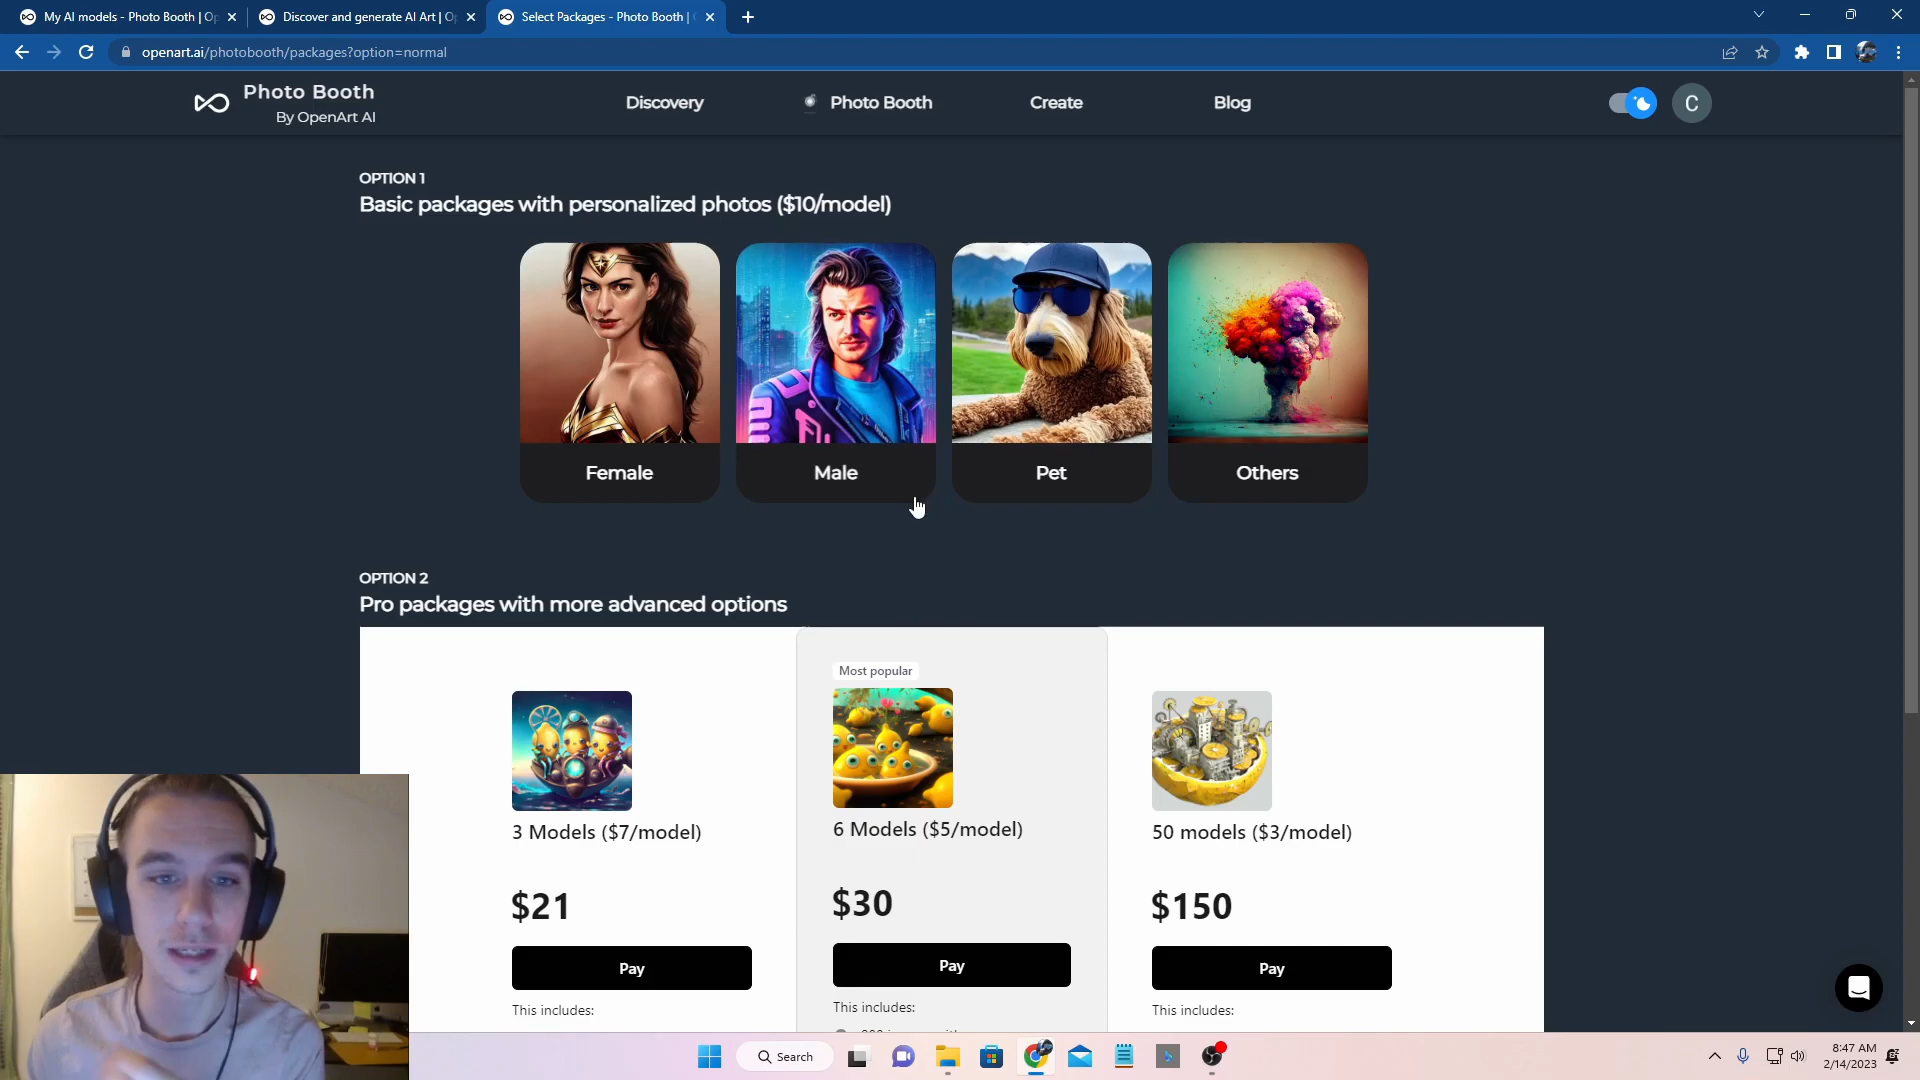 My AI models - Photo Booth | Op
Discover and generate AI Art | Op
Select Packages - Photo Booth |
openart.ai/photobooth/packages?option=normal
Photo Booth
By OpenArt AI
Discovery
Photo Booth
Create
Blog
C
OPTION 1
Basic packages with personalized photos ($10/model)
Female
Male
Pet
Others
OPTION 2
Pro packages with more advanced options
Most popular
3 Models ($7/model)
6 Models ($5/model)
50 models ($3/model)
$21
$30
$150
Pay
Pay
Pay
This includes:
This includes:
This includes:
Search
8:47 AM
2/14/2023